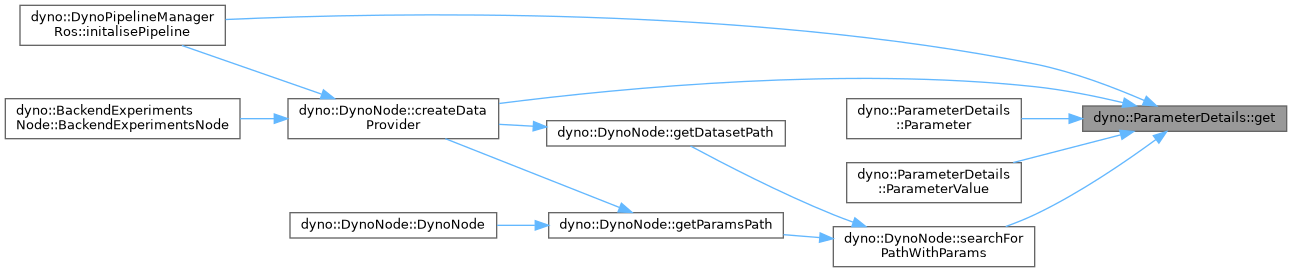 dyno::DynoPipelineManager
Ros::initalisePipeline
dyno::BackendExperiments
Node::BackendExperimentsNode
dyno::DynoNode::createData
Provider
dyno::DynoNode::getDatasetPath
dyno::ParameterDetails
::Parameter
dyno::ParameterDetails::get
dyno::ParameterDetails
::ParameterValue
dyno::DynoNode::DynoNode
dyno::DynoNode::getParamsPath
dyno::DynoNode::searchFor
PathWithParams